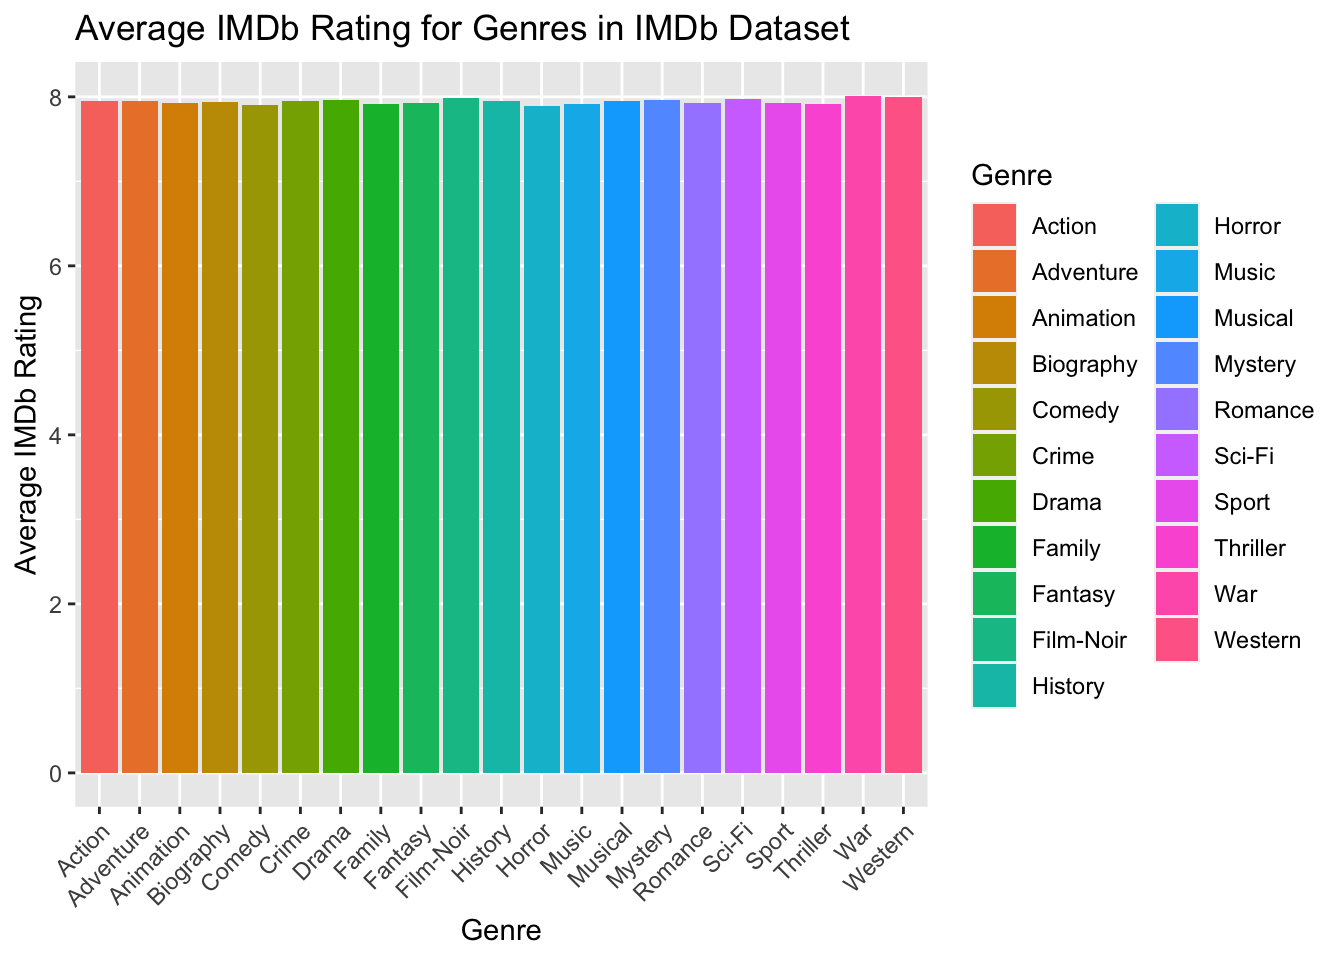 Average IMDb Rating for Genres in IMDb Dataset
Average IMDb Rating
8
6
4
2
0
Action
Adventure
Animation
Biography
Comedy
Crime
Drama
Family
Fantasy
Film-Noir
History
Horror
Music
Musical
Mystery
Romance
Sci-Fi
Sport
Thriller
War
Western
Genre
Genre
Action
Adventure
Animation
Biography
Comedy
Crime
Drama
Family
Fantasy
Film-Noir
History
Horror
Music
Musical
Mystery
Romance
Sci-Fi
Sport
Thriller
War
Western